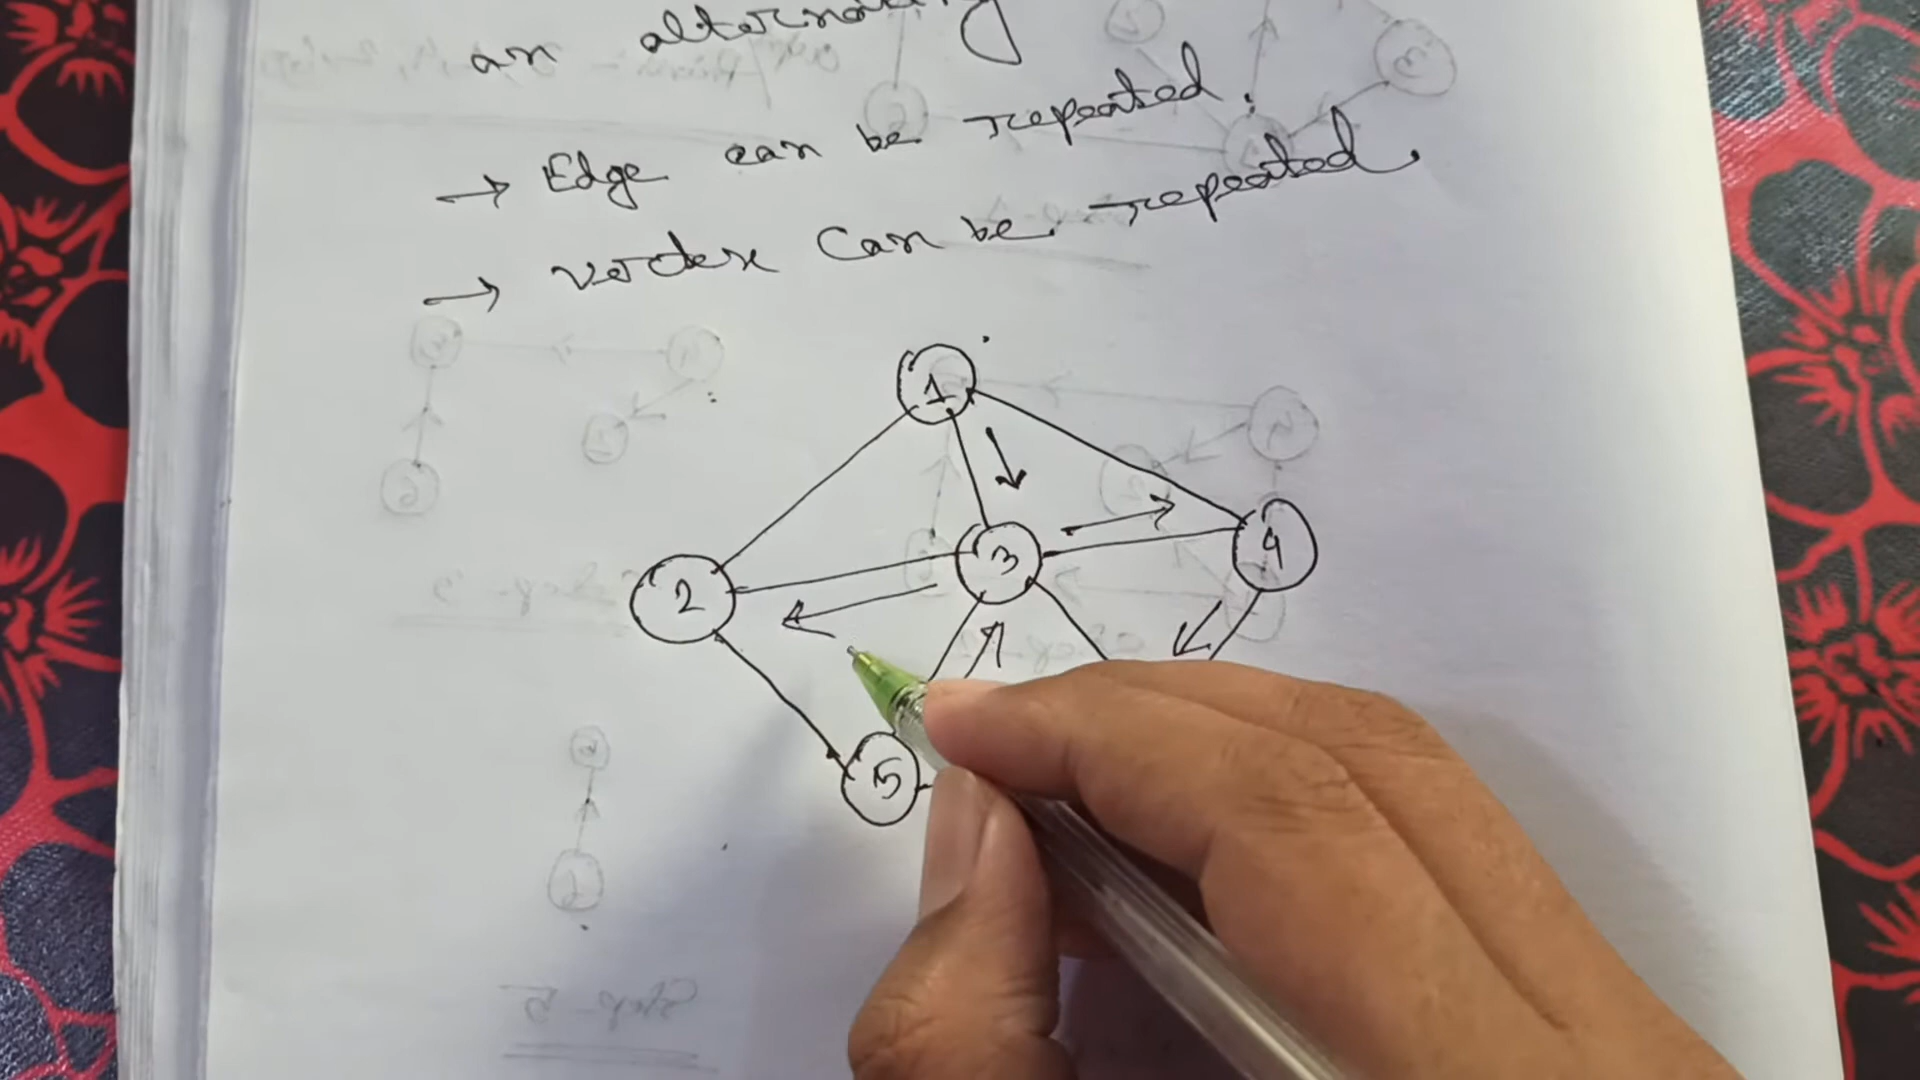 an alternating
→ Edge can be repeated.
→ vertex can be repeated.
1
2
3
4
5